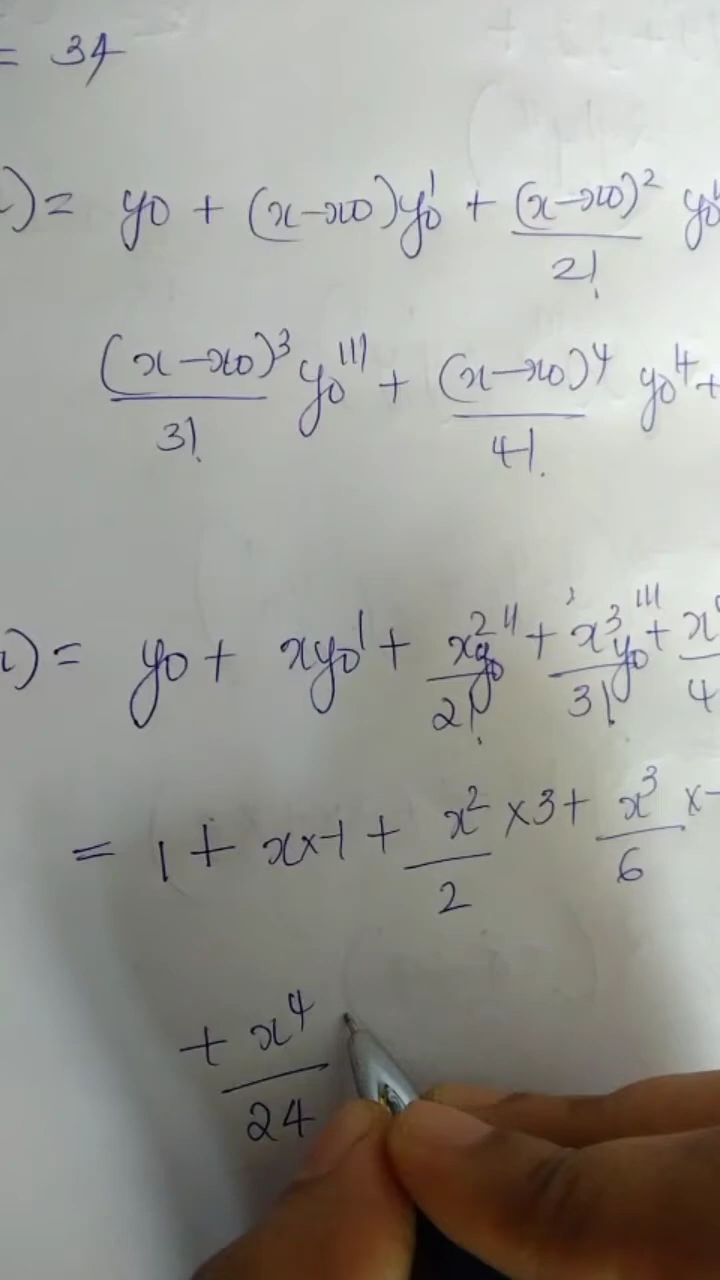 = 34
)= y0 + (x-x0)y0' + (x-x0)²/2! y0''
(x-x0)³/3! y0''' + (x-x0)⁴/4! y0⁴ +
)= y0 + xy0' + x²/2! y0'' + x³/3! y0''' + x/4
= 1 + x×-1 + x²/2 ×3 + x³/6 ×-
+ x⁴/24